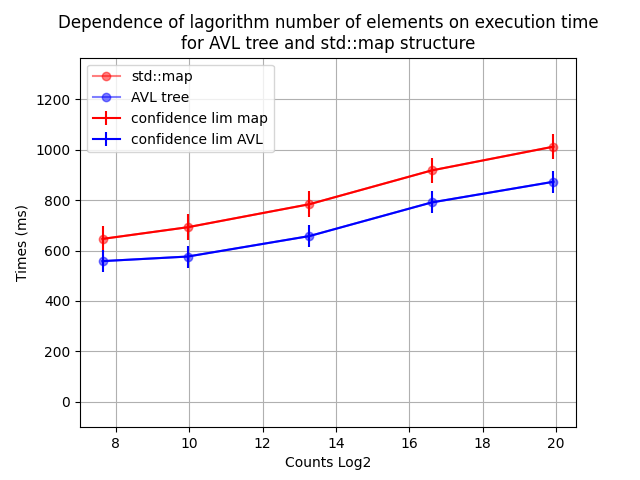 Dependence of lagorithm number of elements on execution time
for AVL tree and std::map structure
std::map
AVL tree
confidence lim map
confidence lim AVL
Times (ms)
1200
1000
800
600
400
200
0
8 10 12 14 16 18 20
Counts Log2